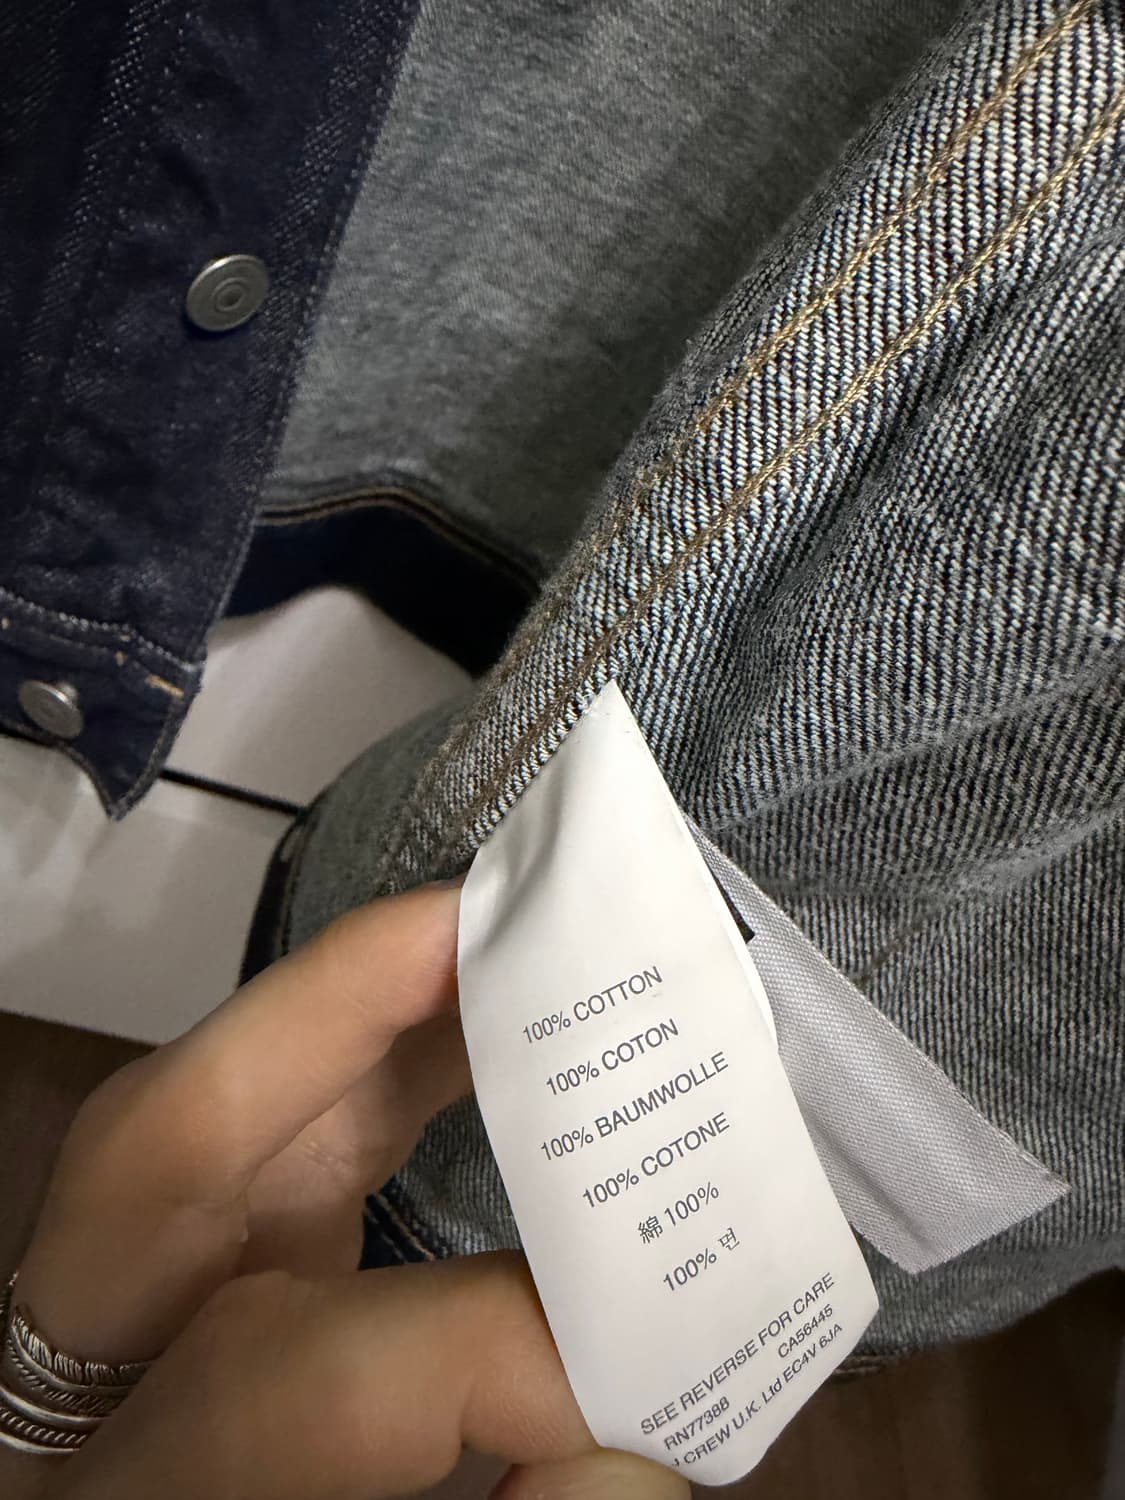 100% COTTON
100% COTON
100% BAUMWOLLE
100% COTONE
綿 100%
100% 면
SEE REVERSE FOR CARE
RN77388 CA56445
J CREW U.K. Ltd EC4V 6JA